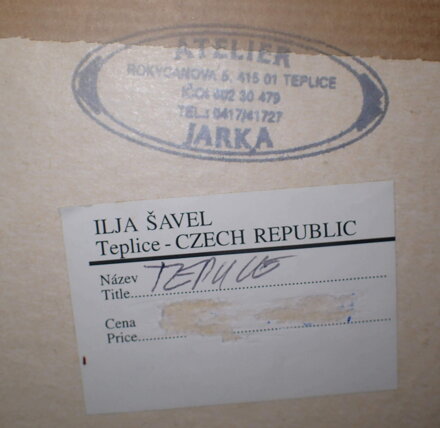 ATELIER
ROKYCANOVA 5, 415 01 TEPLICE
IČO: 402 30 479
TEL.: 0417/41727
JARKA
ILJA ŠAVEL
Teplice - CZECH REPUBLIC
Název
Title TEPLICE
Cena
Price